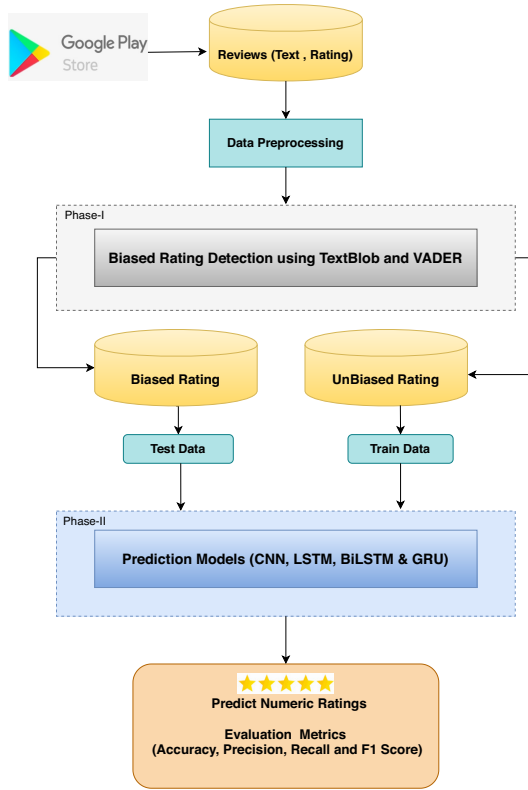 Google Play
Store
Reviews (Text , Rating)
Data Preprocessing
Phase-I
Biased Rating Detection using TextBlob and VADER
Biased Rating
UnBiased Rating
Test Data
Train Data
Phase-II
Prediction Models (CNN, LSTM, BiLSTM & GRU)
Predict Numeric Ratings
Evaluation Metrics
(Accuracy, Precision, Recall and F1 Score)